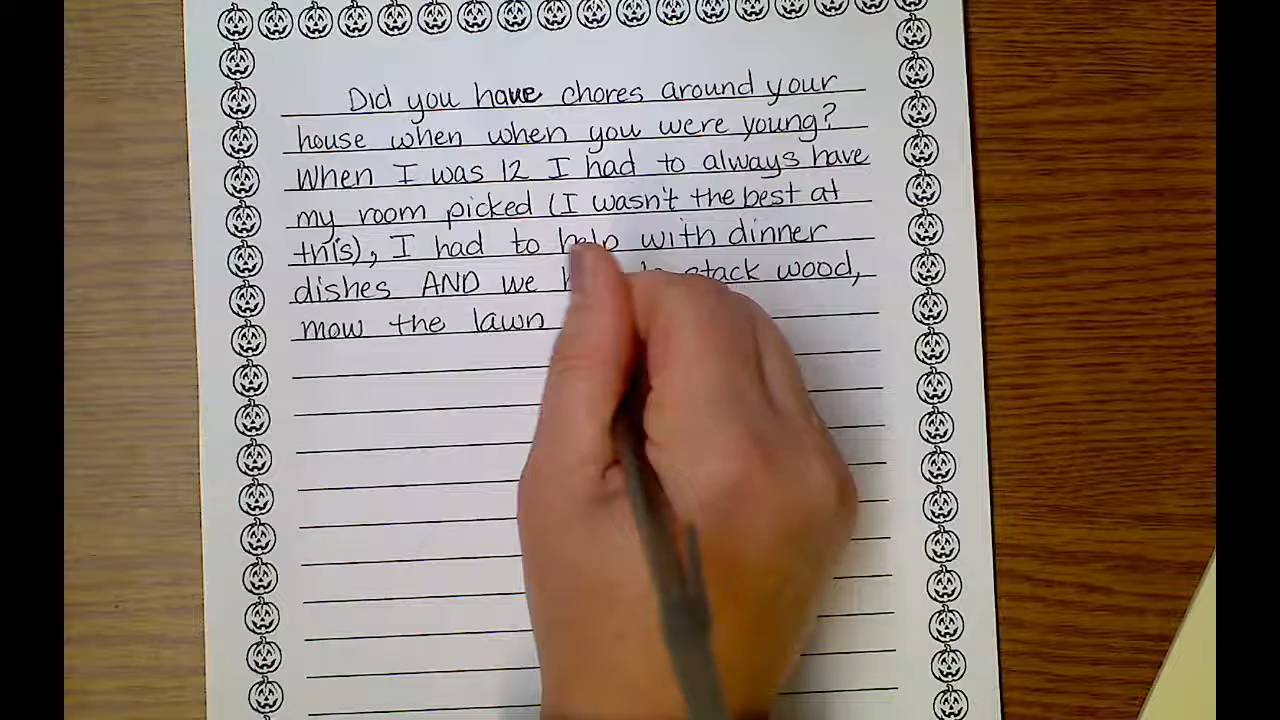 Did you have chores around your
house when when you were young?
When I was 12 I had to always have
my room picked (I wasn't the best at
this), I had to help with dinner
dishes AND we stack wood,
mow the lawn